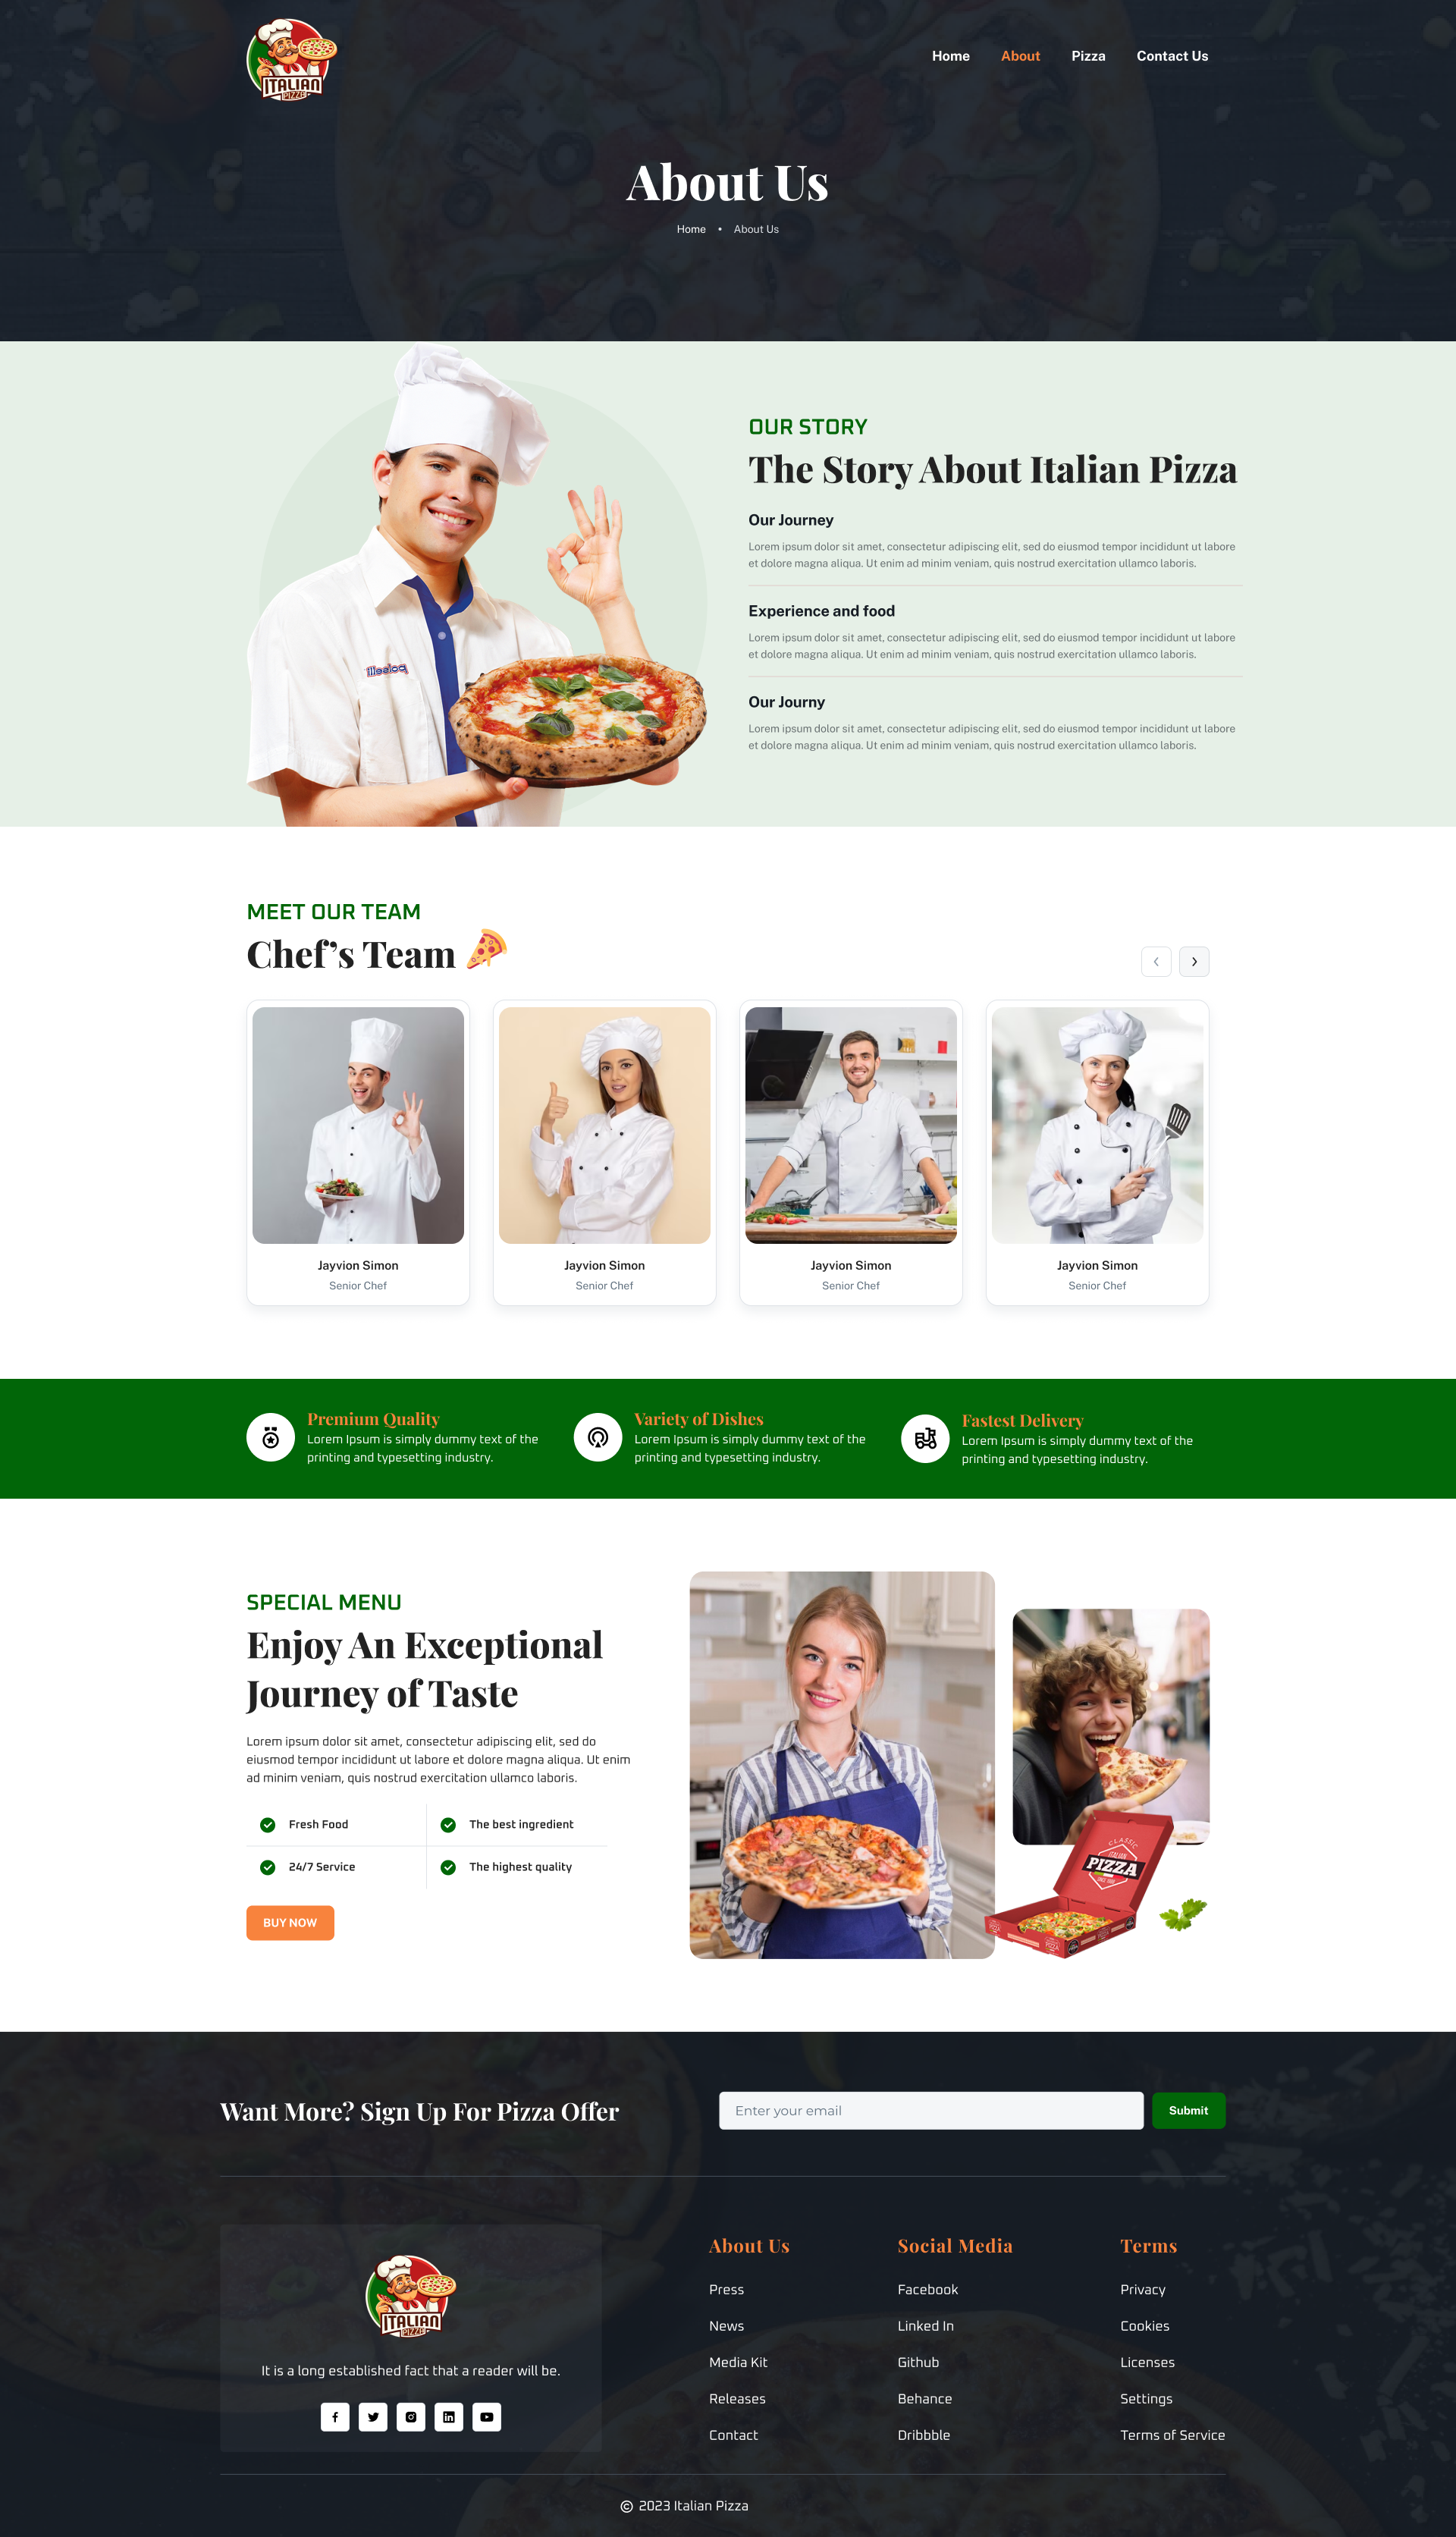 ITALIAN
PIZZA
Home
About
Pizza
Contact Us
About Us
Home • About Us
OUR STORY
The Story About Italian Pizza
Our Journey
Lorem ipsum dolor sit amet, consectetur adipiscing elit, sed do eiusmod tempor incididunt ut labore
et dolore magna aliqua. Ut enim ad minim veniam, quis nostrud exercitation ullamco laboris.
Experience and food
Lorem ipsum dolor sit amet, consectetur adipiscing elit, sed do eiusmod tempor incididunt ut labore
et dolore magna aliqua. Ut enim ad minim veniam, quis nostrud exercitation ullamco laboris.
Our Journy
Lorem ipsum dolor sit amet, consectetur adipiscing elit, sed do eiusmod tempor incididunt ut labore
et dolore magna aliqua. Ut enim ad minim veniam, quis nostrud exercitation ullamco laboris.
MEET OUR TEAM
Chef’s Team
Jayvion Simon
Senior Chef
Jayvion Simon
Senior Chef
Jayvion Simon
Senior Chef
Jayvion Simon
Senior Chef
Premium Quality
Lorem Ipsum is simply dummy text of the
printing and typesetting industry.
Variety of Dishes
Lorem Ipsum is simply dummy text of the
printing and typesetting industry.
Fastest Delivery
Lorem Ipsum is simply dummy text of the
printing and typesetting industry.
SPECIAL MENU
Enjoy An Exceptional
Journey of Taste
Lorem ipsum dolor sit amet, consectetur adipiscing elit, sed do
eiusmod tempor incididunt ut labore et dolore magna aliqua. Ut enim
ad minim veniam, quis nostrud exercitation ullamco laboris.
Fresh Food
The best ingredient
24/7 Service
The highest quality
BUY NOW
CLASSIC
ITALIAN
PIZZA
Want More? Sign Up For Pizza Offer
Enter your email
Submit
ITALIAN
PIZZA
It is a long established fact that a reader will be.
About Us
Press
News
Media Kit
Releases
Contact
Social Media
Facebook
Linked In
Github
Behance
Dribbble
Terms
Privacy
Cookies
Licenses
Settings
Terms of Service
© 2023 Italian Pizza